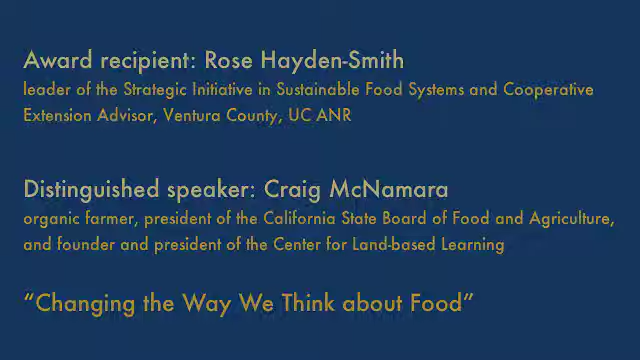 Award recipient: Rose Hayden-Smith
leader of the Strategic Initiative in Sustainable Food Systems and Cooperative
Extension Advisor, Ventura County, UC ANR
Distinguished speaker: Craig McNamara
organic farmer, president of the California State Board of Food and Agriculture,
and founder and president of the Center for Land-based Learning
“Changing the Way We Think about Food”